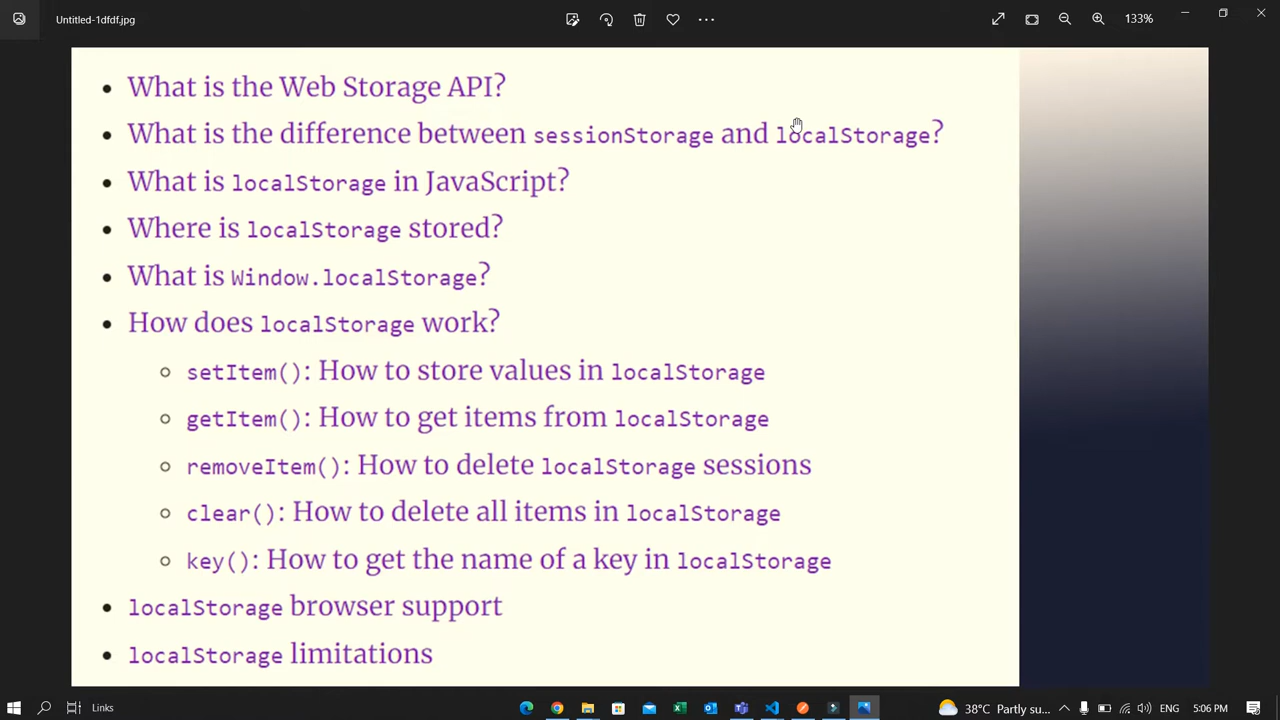 Untitled-1dfdf.jpg
133%
What is the Web Storage API?
What is the difference between sessionStorage and localStorage?
What is localStorage in JavaScript?
Where is localStorage stored?
What is Window.localStorage?
How does localStorage work?
setItem(): How to store values in localStorage
getItem(): How to get items from localStorage
removeItem(): How to delete localStorage sessions
clear(): How to delete all items in localStorage
key(): How to get the name of a key in localStorage
localStorage browser support
localStorage limitations
Links
38°C Partly su...
ENG
5:06 PM